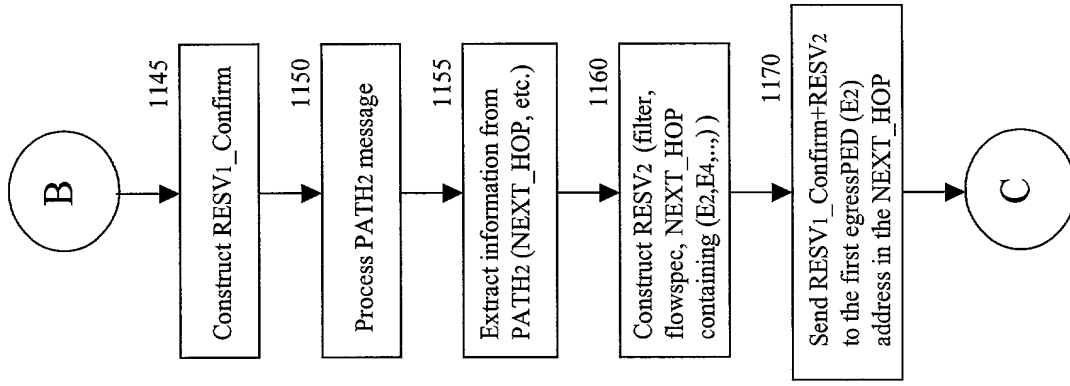 B
1145
Construct RESV1_Confirm
1150
Process PATH2 message
1155
Extract information from
PATH2 (NEXT_HOP, etc.)
1160
Construct RESV2 (filter,
flowspec, NEXT_HOP
containing (E2,E4,..,) )
1170
Send RESV1_Confirm+RESV2
to the first egressPED (E2)
address in the NEXT_HOP
C